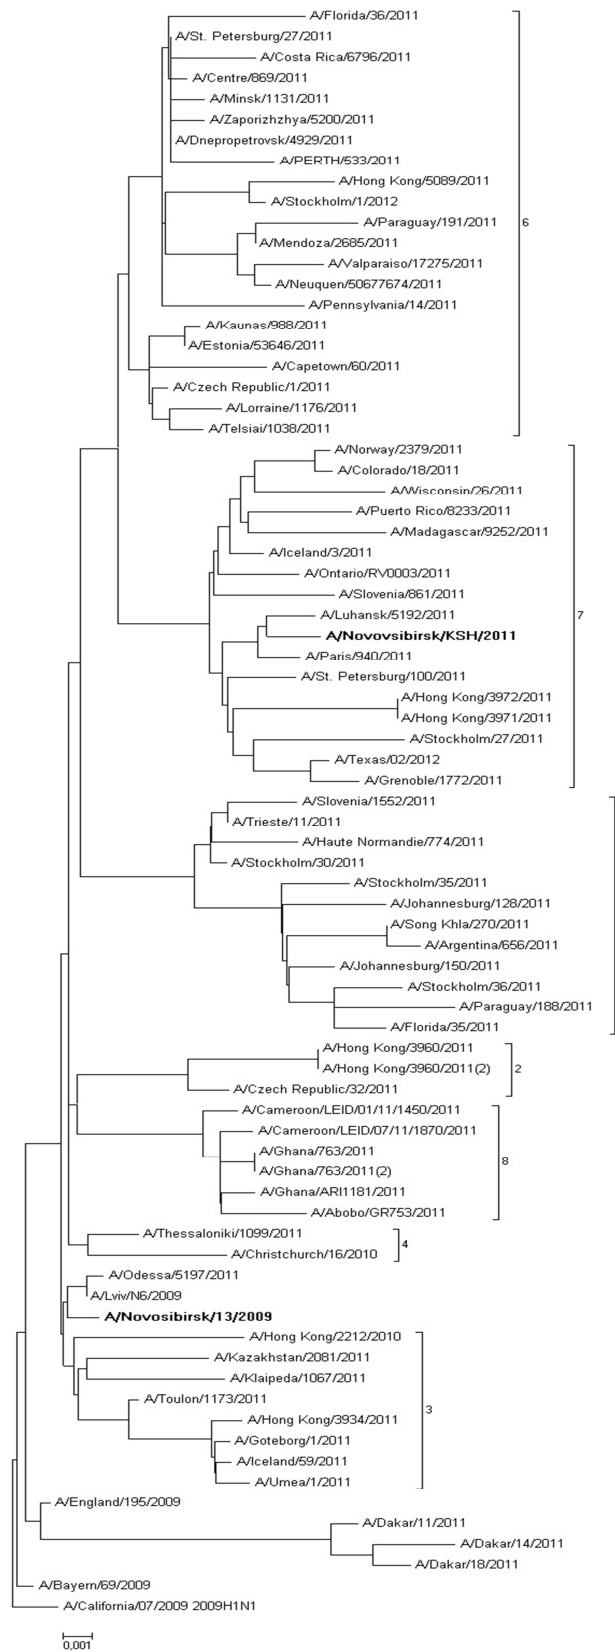 A/Florida/36/2011
A/St. Petersburg/27/2011
A/Costa Rica/6796/2011
A/Centre/869/2011
A/Minsk/1131/2011
A/Zaporizhzhya/5200/2011
A/Dnepropetrovsk/4929/2011
A/PERTH/533/2011
A/Hong Kong/5089/2011
A/Stockholm/1/2012
A/Paraguay/191/2011
6
A/Mendoza/2685/2011
A/Valparaiso/17275/2011
A/Neuquen/50677674/2011
A/Pennsylvania/14/2011
A/Kaunas/988/2011
A/Estonia/53646/2011
A/Capetown/60/2011
A/Czech Republic/1/2011
A/Lorraine/1176/2011
A/Telsiai/1038/2011
A/Norway/2379/2011
A/Colorado/18/2011
A/Wisconsin/26/2011
A/Puerto Rico/8233/2011
A/Madagascar/9252/2011
A/Iceland/3/2011
A/Ontario/RV0003/2011
A/Slovenia/861/2011
A/Luhansk/5192/2011
7
A/Novovsibirsk/KSH/2011
A/Paris/940/2011
A/St. Petersburg/100/2011
A/Hong Kong/3972/2011
A/Hong Kong/3971/2011
A/Stockholm/27/2011
A/Texas/02/2012
A/Grenoble/1772/2011
A/Slovenia/1552/2011
A/Trieste/11/2011
A/Haute Normandie/774/2011
A/Stockholm/30/2011
A/Stockholm/35/2011
A/Johannesburg/128/2011
A/Song Khla/270/2011
A/Argentina/656/2011
A/Johannesburg/150/2011
A/Stockholm/36/2011
A/Paraguay/188/2011
A/Florida/35/2011
A/Hong Kong/3960/2011
A/Hong Kong/3960/2011(2)
2
A/Czech Republic/32/2011
A/Cameroon/LEID/01/11/1450/2011
A/Cameroon/LEID/07/11/1870/2011
A/Ghana/763/2011
8
A/Ghana/763/2011(2)
A/Ghana/ARI1181/2011
A/Abobo/GR753/2011
A/Thessaloniki/1099/2011
4
A/Christchurch/16/2010
A/Odessa/5197/2011
A/Lviv/N6/2009
A/Novosibirsk/13/2009
A/Hong Kong/2212/2010
A/Kazakhstan/2081/2011
A/Klaipeda/1067/2011
A/Toulon/1173/2011
3
A/Hong Kong/3934/2011
A/Goteborg/1/2011
A/Iceland/59/2011
A/Umea/1/2011
A/England/195/2009
A/Dakar/11/2011
A/Dakar/14/2011
A/Dakar/18/2011
A/Bayern/69/2009
A/California/07/2009 2009H1N1
0,001